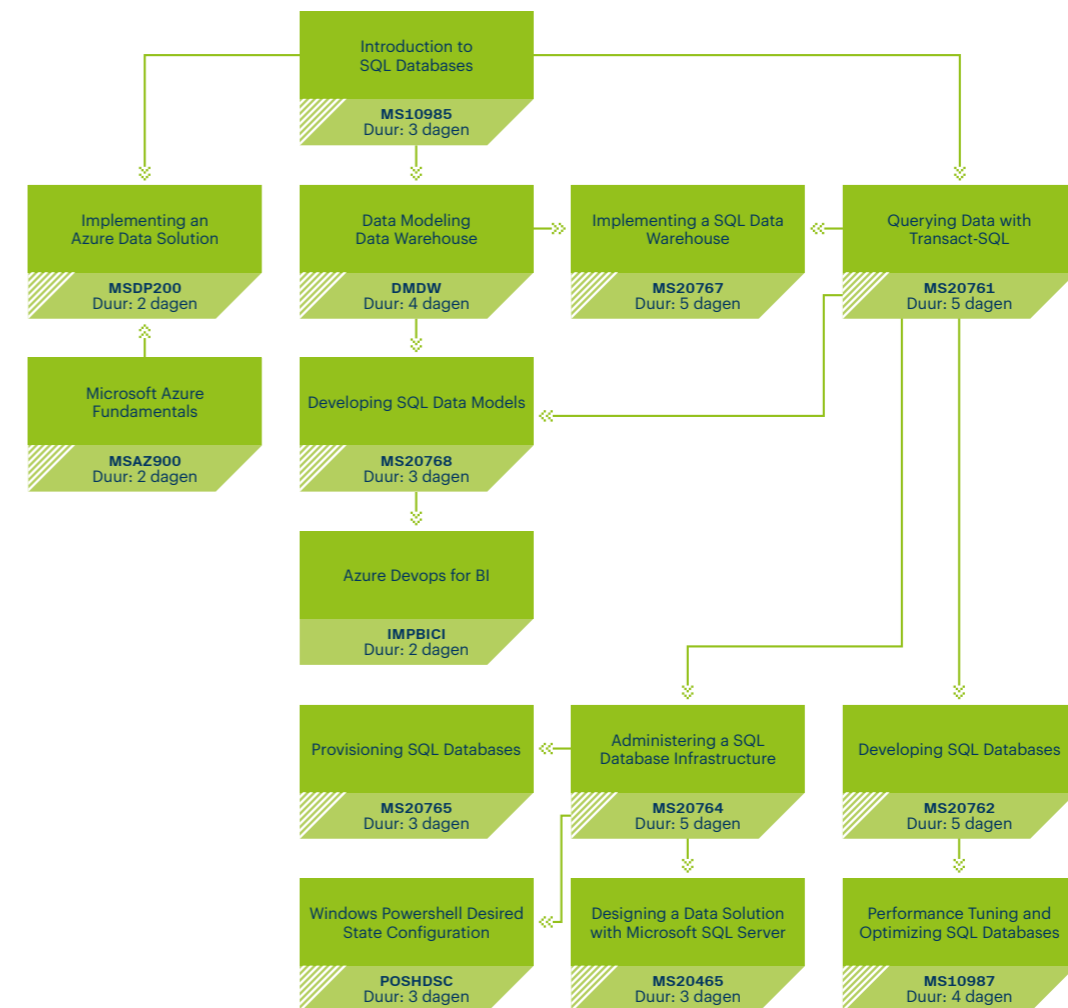 Introduction to
SQL Databases
MS10985
Duur: 3 dagen
Implementing an
Azure Data Solution
MSDP200
Duur: 2 dagen
Data Modeling
Data Warehouse
DMDW
Duur: 4 dagen
Implementing a SQL Data
Warehouse
MS20767
Duur: 5 dagen
Querying Data with
Transact-SQL
MS20761
Duur: 5 dagen
Microsoft Azure
Fundamentals
MSAZ900
Duur: 2 dagen
Developing SQL Data Models
MS20768
Duur: 3 dagen
Azure Devops for BI
IMPBICI
Duur: 2 dagen
Provisioning SQL Databases
MS20765
Duur: 3 dagen
Administering a SQL
Database Infrastructure
MS20764
Duur: 5 dagen
Developing SQL Databases
MS20762
Duur: 5 dagen
Windows Powershell Desired
State Configuration
POSHDSC
Duur: 3 dagen
Designing a Data Solution
with Microsoft SQL Server
MS20465
Duur: 3 dagen
Performance Tuning and
Optimizing SQL Databases
MS10987
Duur: 4 dagen